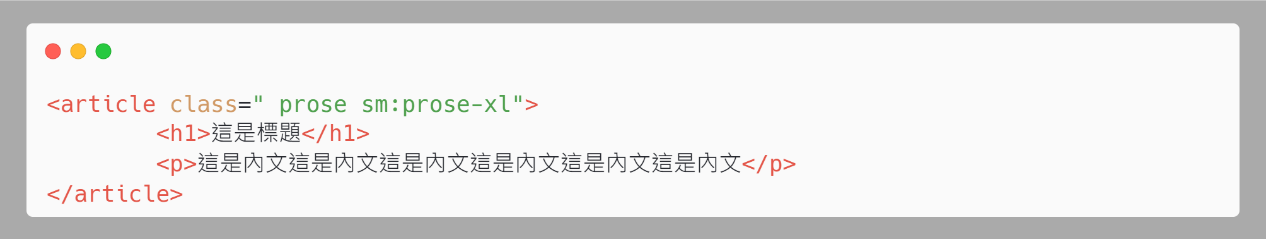 <article class=" prose sm:prose-xl">
<h1>這是標題</h1>
<p>這是內文這是內文這是內文這是內文這是內文這是內文</p>
</article>